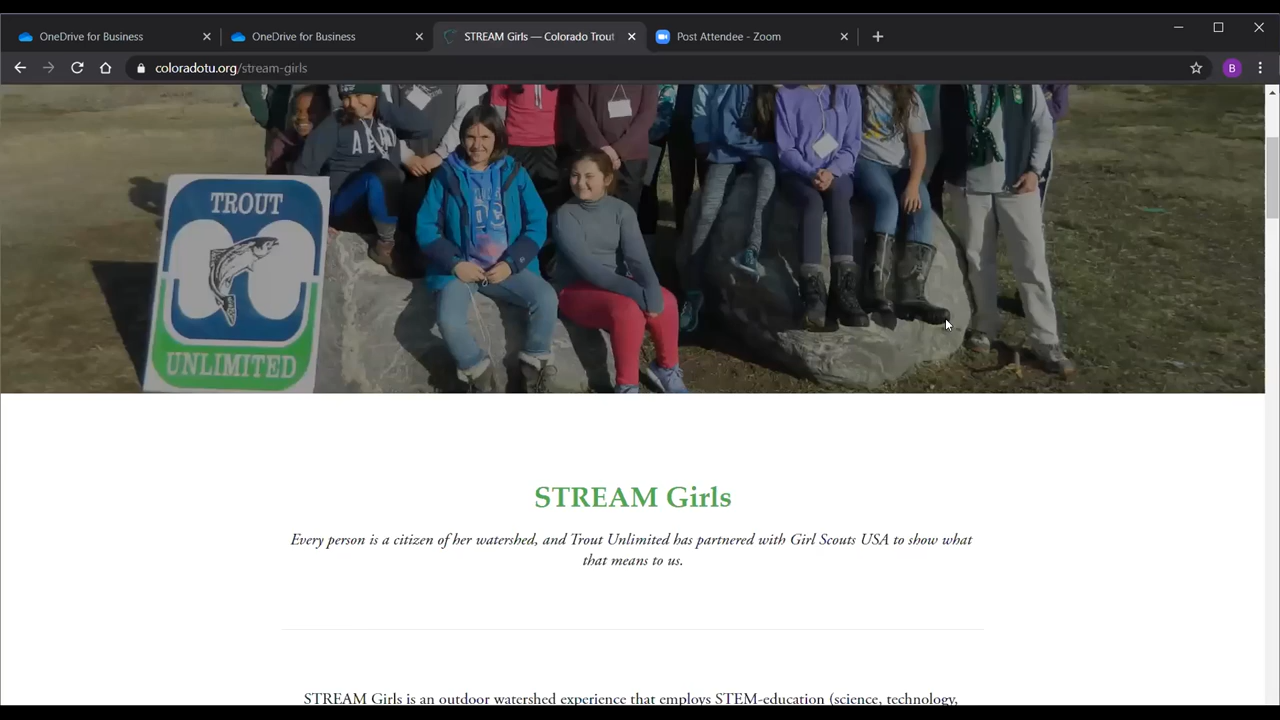 OneDrive for Business
OneDrive for Business
STREAM Girls — Colorado Trout
Post Attendee - Zoom
coloradotu.org/stream-girls
B
TROUT
UNLIMITED
STREAM Girls
Every person is a citizen of her watershed, and Trout Unlimited has partnered with Girl Scouts USA to show what
that means to us.
STREAM Girls is an outdoor watershed experience that employs STEM-education (science, technology,